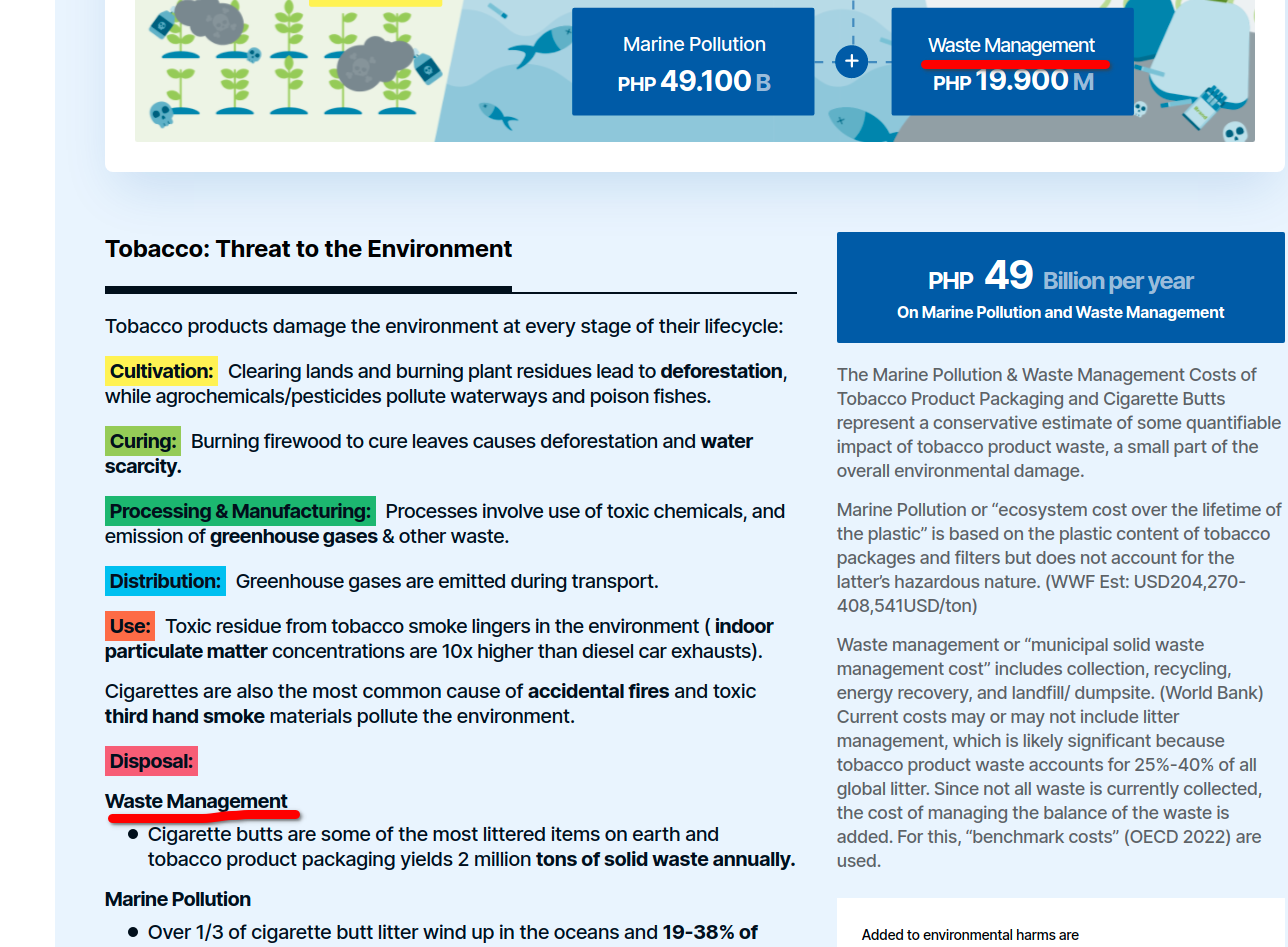 Marine Pollution
PHP 49.100 B
+
Waste Management
PHP 19.900 M
Tobacco: Threat to the Environment
Tobacco products damage the environment at every stage of their lifecycle:
Cultivation: Clearing lands and burning plant residues lead to deforestation,
while agrochemicals/pesticides pollute waterways and poison fishes.
Curing: Burning firewood to cure leaves causes deforestation and water
scarcity.
Processing & Manufacturing: Processes involve use of toxic chemicals, and
emission of greenhouse gases & other waste.
Distribution: Greenhouse gases are emitted during transport.
Use: Toxic residue from tobacco smoke lingers in the environment ( indoor
particulate matter concentrations are 10x higher than diesel car exhausts).
Cigarettes are also the most common cause of accidental fires and toxic
third hand smoke materials pollute the environment.
Disposal:
Waste Management
● Cigarette butts are some of the most littered items on earth and
tobacco product packaging yields 2 million tons of solid waste annually.
Marine Pollution
● Over 1/3 of cigarette butt litter wind up in the oceans and 19-38% of
PHP 49 Billion per year
On Marine Pollution and Waste Management
The Marine Pollution & Waste Management Costs of
Tobacco Product Packaging and Cigarette Butts
represent a conservative estimate of some quantifiable
impact of tobacco product waste, a small part of the
overall environmental damage.
Marine Pollution or “ecosystem cost over the lifetime of
the plastic” is based on the plastic content of tobacco
packages and filters but does not account for the
latter’s hazardous nature. (WWF Est: USD204,270-
408,541USD/ton)
Waste management or “municipal solid waste
management cost” includes collection, recycling,
energy recovery, and landfill/ dumpsite. (World Bank)
Current costs may or may not include litter
management, which is likely significant because
tobacco product waste accounts for 25%-40% of all
global litter. Since not all waste is currently collected,
the cost of managing the balance of the waste is
added. For this, “benchmark costs” (OECD 2022) are
used.
Added to environmental harms are